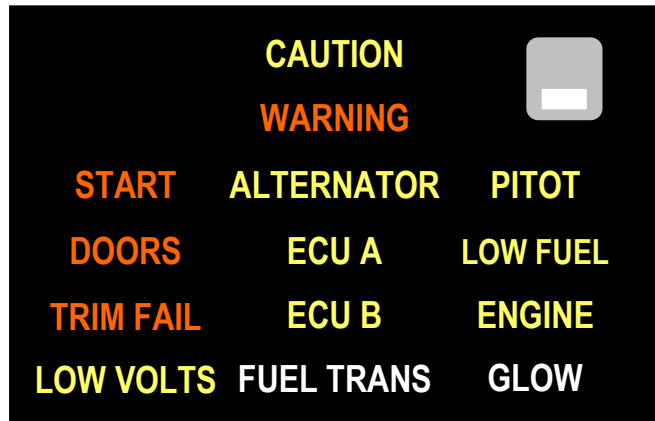 CAUTION
WARNING
START ALTERNATOR PITOT
DOORS ECU A LOW FUEL
TRIM FAIL ECU B ENGINE
LOW VOLTS FUEL TRANS GLOW